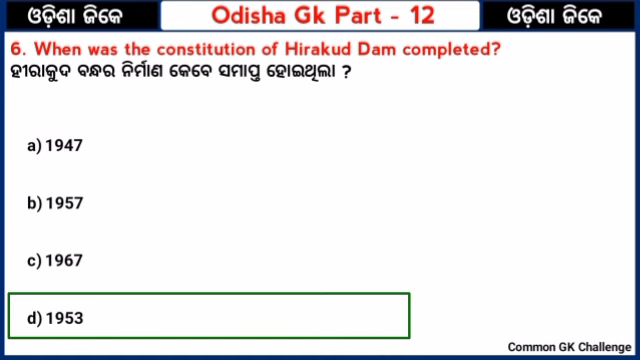 ଓଡ଼ିଶା ଜିକେ Odisha Gk Part - 12 ଓଡ଼ିଶା ଜିକେ
6. When was the constitution of Hirakud Dam completed?
ହୀରାକୁଦ ବନ୍ଧର ନିର୍ମାଣ କେବେ ସମାପ୍ତ ହୋଇଥିଲା ?
a) 1947
b) 1957
c) 1967
d) 1953
Common GK Challenge